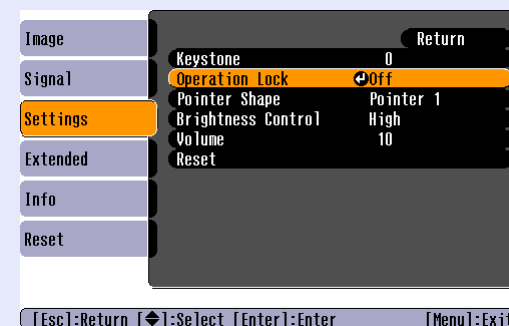 Image
Signal
Settings
Extended
Info
Reset
Return
Keystone 0
Operation Lock Off
Pointer Shape Pointer 1
Brightness Control High
Volume 10
Reset
[Esc]:Return [◆]:Select [Enter]:Enter [Menu]:Exit